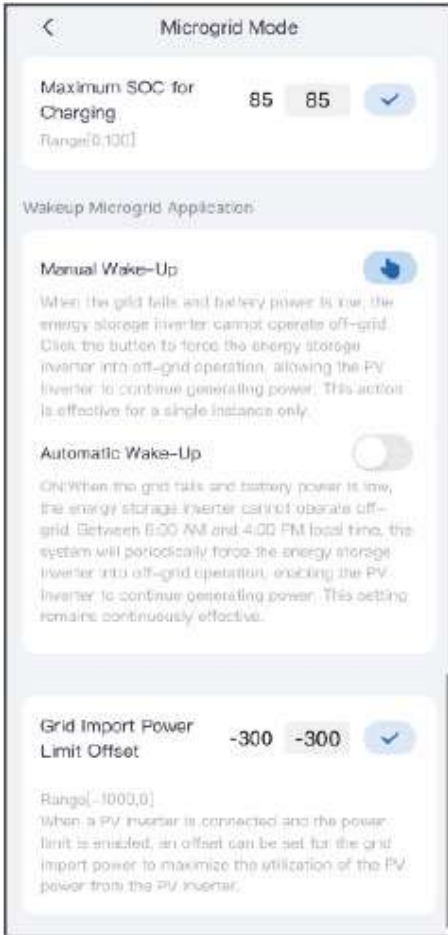 Microgrid Mode
Maximum SOC for
Charging
85 85
Range[0,100]
Wakeup Microgrid Application
Manual Wake-Up
When the grid fails and battery power is low, the
energy storage inverter cannot operate off-grid.
Click the button to force the energy storage
inverter into off-grid operation, allowing the PV
inverter to continue generating power. This action
is effective for a single instance only.
Automatic Wake-Up
ON:When the grid fails and battery power is low,
the energy storage inverter cannot operate off-
grid. Between 6:00 AM and 4:00 PM local time, the
system will periodically force the energy storage
inverter into off-grid operation, enabling the PV
inverter to continue generating power. This setting
remains continuously effective.
Grid Import Power
Limit Offset
-300 -300
Range[-1000,0]
When a PV inverter is connected and the power
limit is enabled, an offset can be set for the grid
import power to maximize the utilization of the PV
power from the PV inverter.